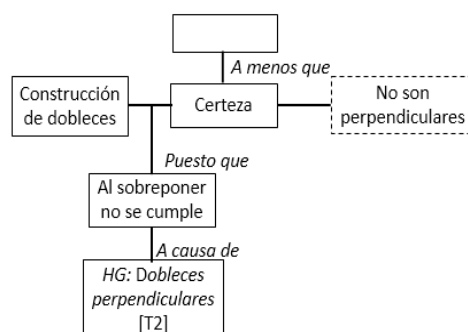 A menos que
Construcción
de dobleces
Certeza
No son
perpendiculares
Puesto que
Al sobreponer
no se cumple
A causa de
HG: Dobleces
perpendiculares
[T2]